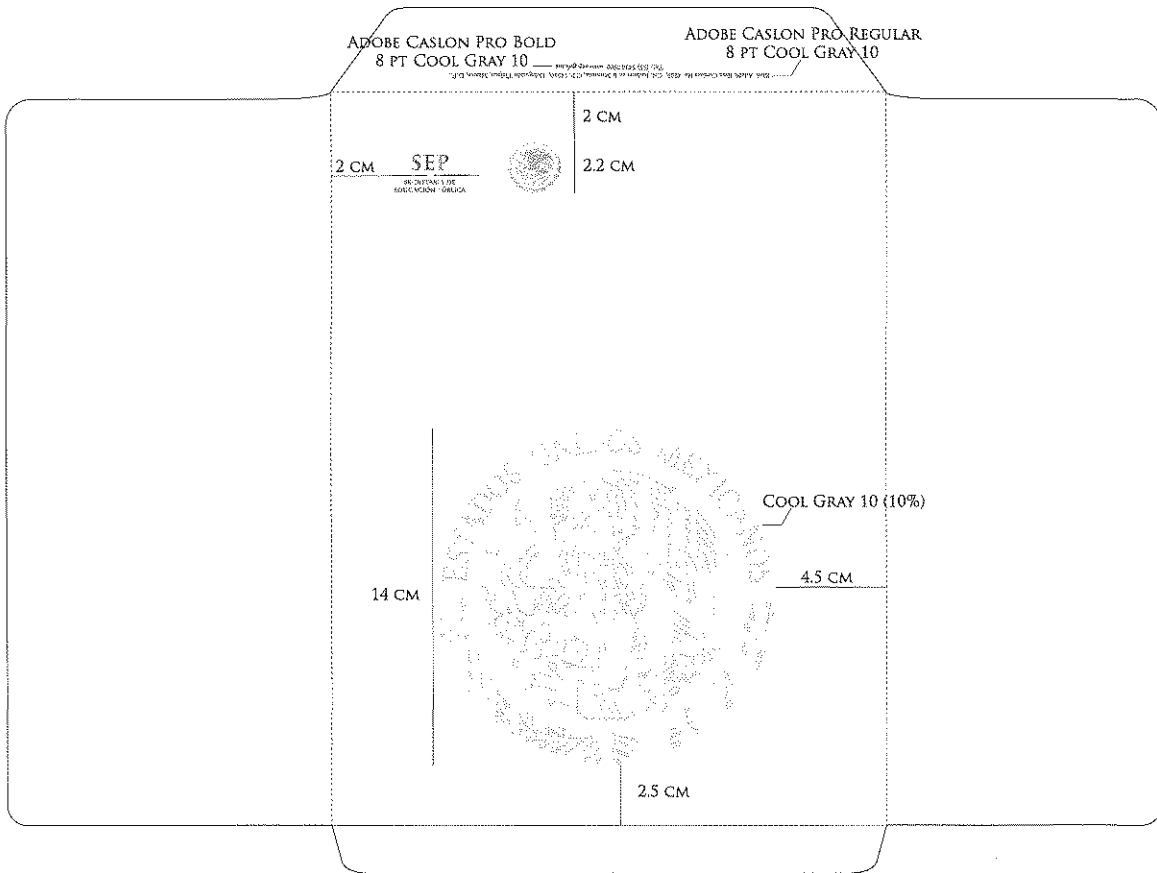 ADOBE CASLON PRO BOLD
8 PT COOL GRAY 10
ADOBE CASLON PRO REGULAR
8 PT COOL GRAY 10
2 CM
2 CM
SEP
2.2 CM
ESTADOS MEXICANOS
COOL GRAY 10 (10%)
4.5 CM
14 CM
2.5 CM